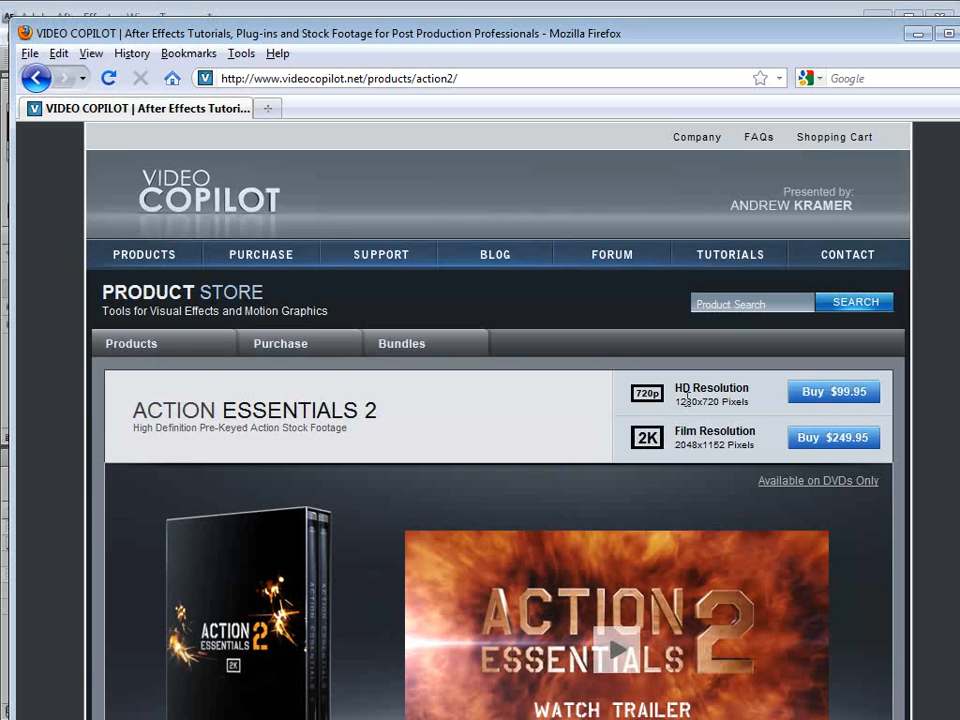 VIDEO COPILOT | After Effects Tutorials, Plug-ins and Stock Footage for Post Production Professionals - Mozilla Firefox
File Edit View History Bookmarks Tools Help
http://www.videocopilot.net/products/action2/
Google
VIDEO COPILOT | After Effects Tutori...
Company FAQs Shopping Cart
VIDEO
COPILOT
Presented by:
ANDREW KRAMER
PRODUCTS PURCHASE SUPPORT BLOG FORUM TUTORIALS CONTACT
PRODUCT STORE
Tools for Visual Effects and Motion Graphics
Product Search SEARCH
Products Purchase Bundles
ACTION ESSENTIALS 2
High Definition Pre-Keyed Action Stock Footage
720p HD Resolution Buy $99.95
1280x720 Pixels
2K Film Resolution Buy $249.95
2048x1152 Pixels
Available on DVDs Only
ACTION
ESSENTIALS 2
2K
ACTION 2
ESSENTIALS
WATCH TRAILER